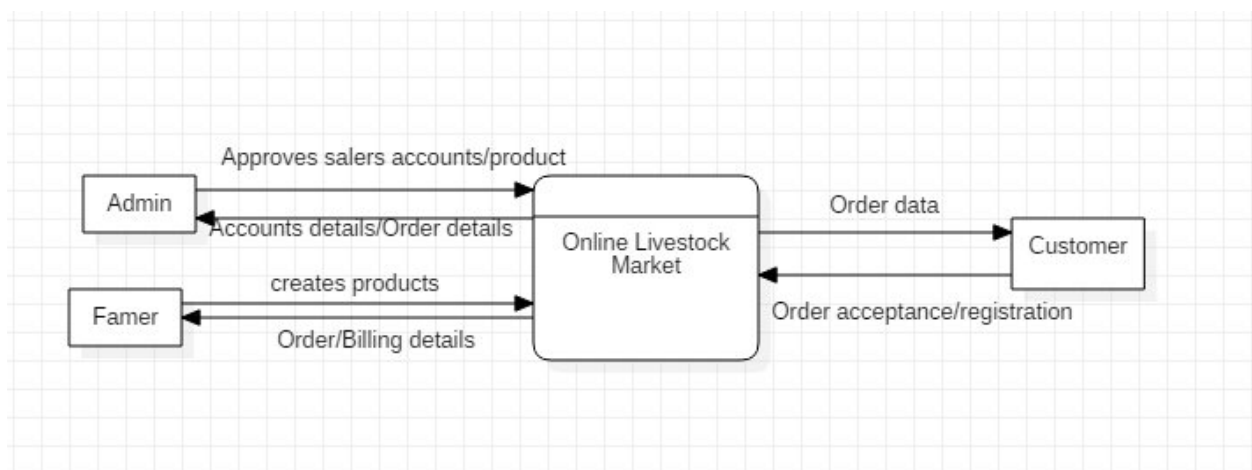 Approves salers accounts/product
Admin
Accounts details/Order details
creates products
Famer
Order/Billing details
Online Livestock
Market
Order data
Customer
Order acceptance/registration